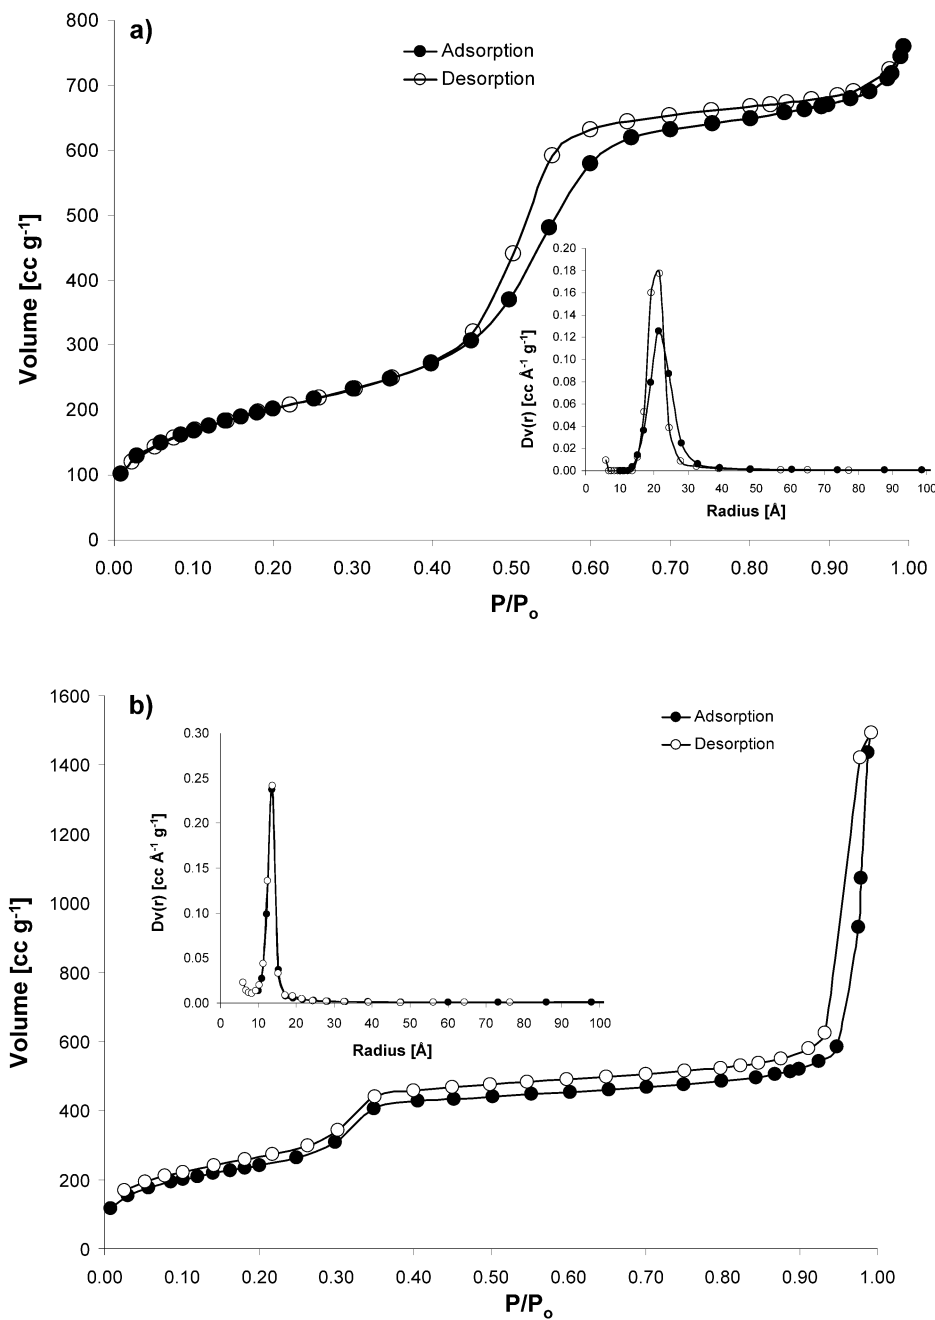 a)
Adsorption
Desorption
Volume [cc g-1]
800
700
600
500
400
300
200
100
0
0.00 0.10 0.20 0.30 0.40 0.50 0.60 0.70 0.80 0.90 1.00
P/Po
Dv(r) [cc Å-1 g-1]
0.20
0.18
0.16
0.14
0.12
0.10
0.08
0.06
0.04
0.02
0.00
0 10 20 30 40 50 60 70 80 90 100
Radius [Å]
b)
Adsorption
Desorption
Volume [cc g-1]
1600
1400
1200
1000
800
600
400
200
0
0.00 0.10 0.20 0.30 0.40 0.50 0.60 0.70 0.80 0.90 1.00
P/Po
Dv(r) [cc Å-1 g-1]
0.30
0.25
0.20
0.15
0.10
0.05
0.00
0 10 20 30 40 50 60 70 80 90 100
Radius [Å]